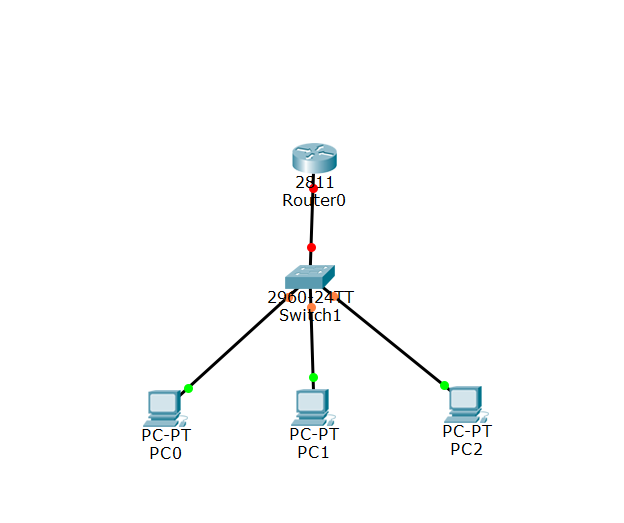 2811
Router0
2960-24TT
Switch1
PC-PT
PC0
PC-PT
PC1
PC-PT
PC2